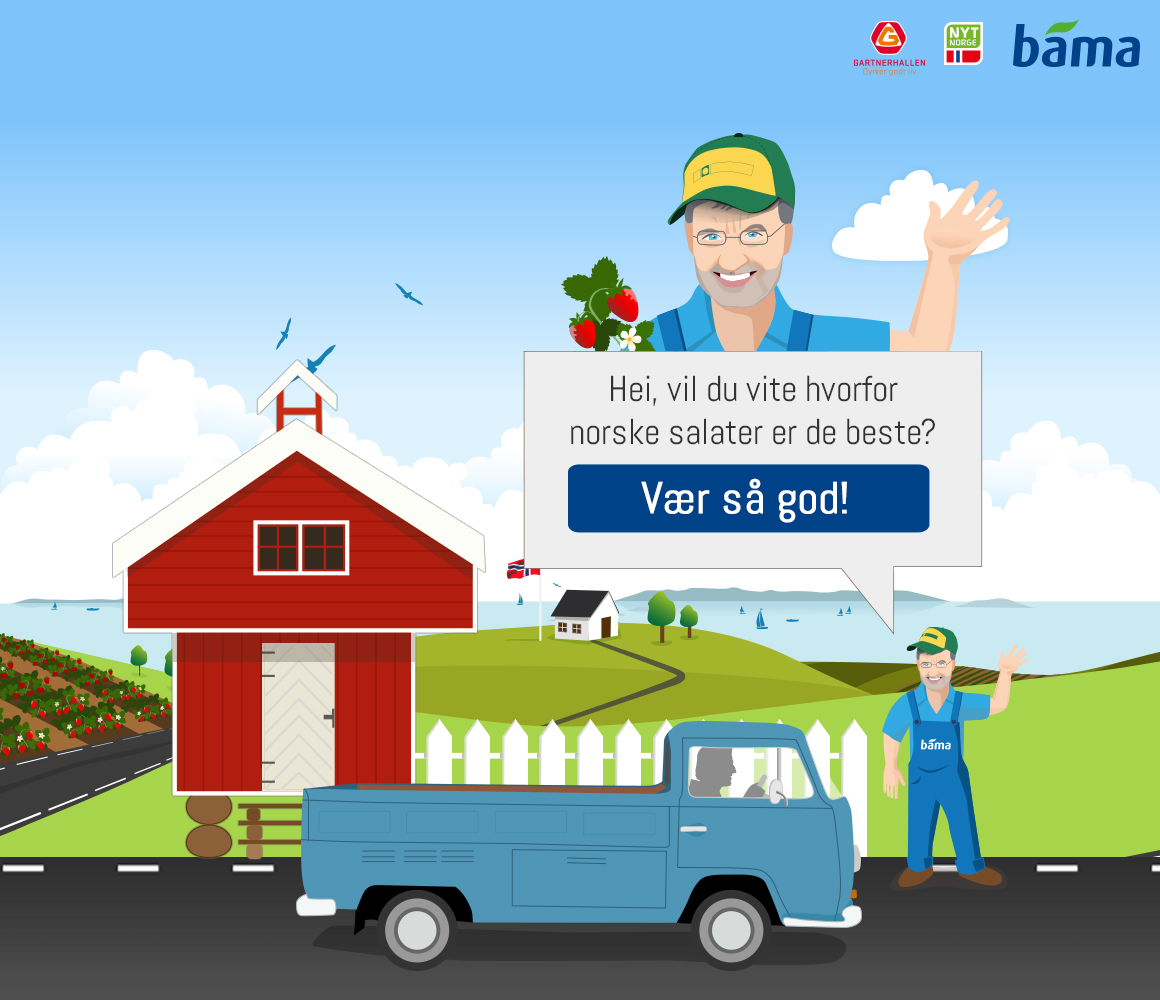 GARTNERHALLEN
Dyrker godt liv
NYT
NORGE
bama
Hei, vil du vite hvorfor
norske salater er de beste?
Vær så god!
bama